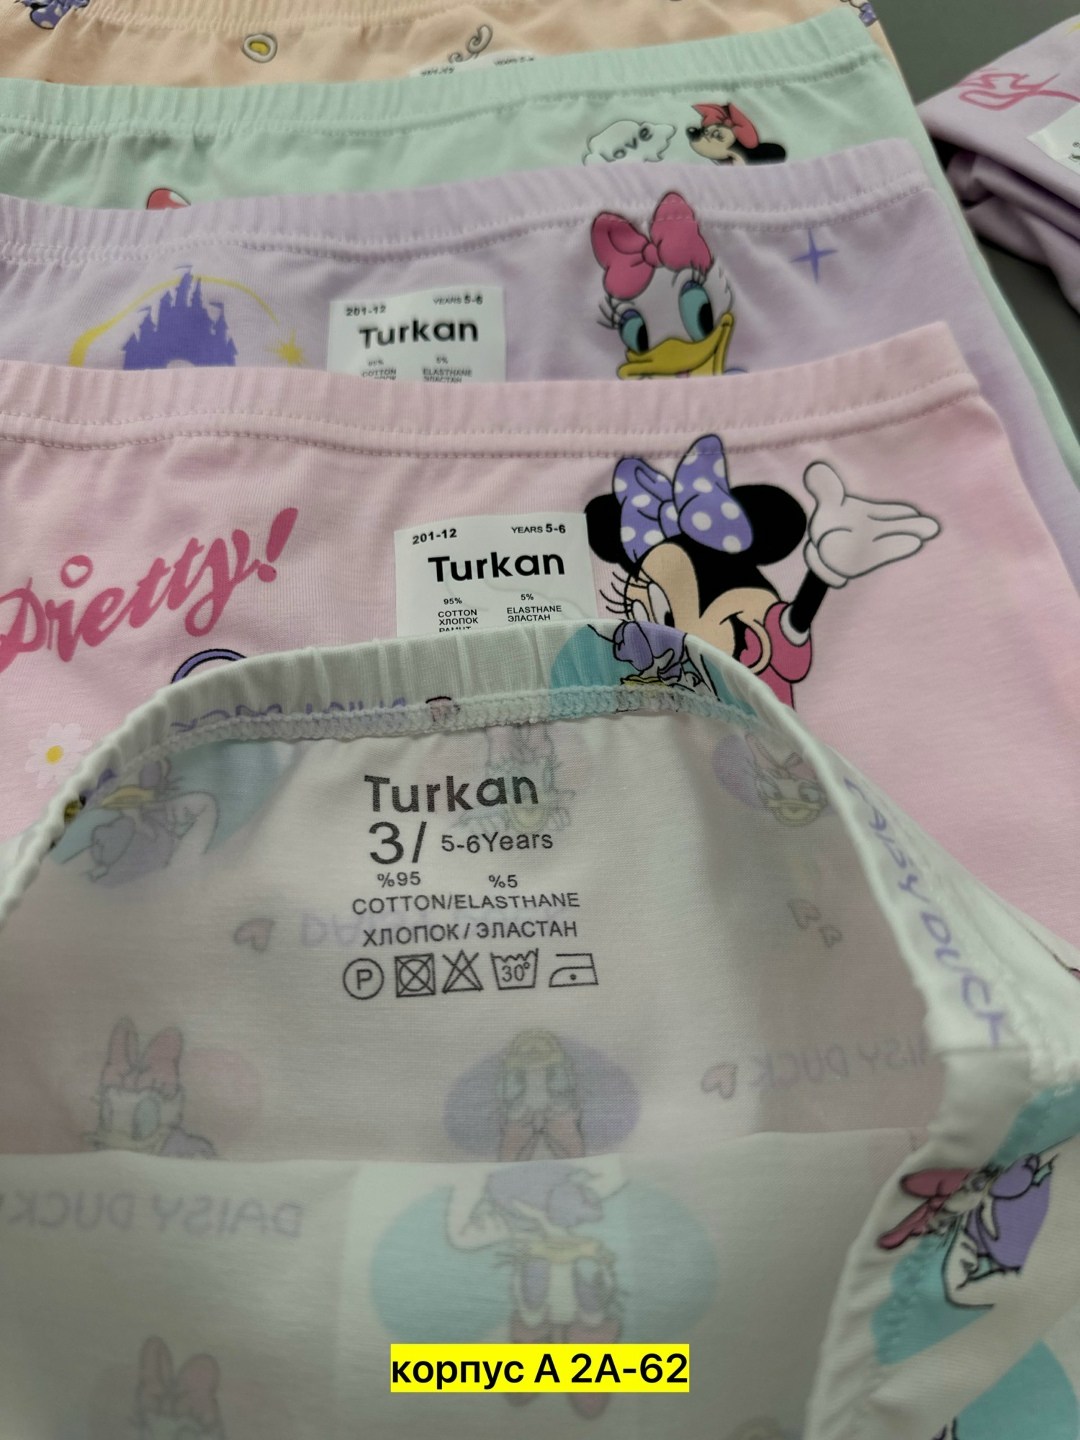 love
201-12 YEARS 5-6
Turkan
95% 5%
COTTON ELASTHANE
ЭЛАСТАН
Pretty!
201-12 YEARS 5-6
Turkan
95% 5%
COTTON ELASTHANE
ХЛОПОК ЭЛАСТАН
Turkan
3/ 5-6Years
%95 %5
COTTON/ELASTHANE
ХЛОПОК/ЭЛАСТАН
P 30°
DAISY DUCK
DAISY DUCK
DAISY DUCK
корпус А 2А-62